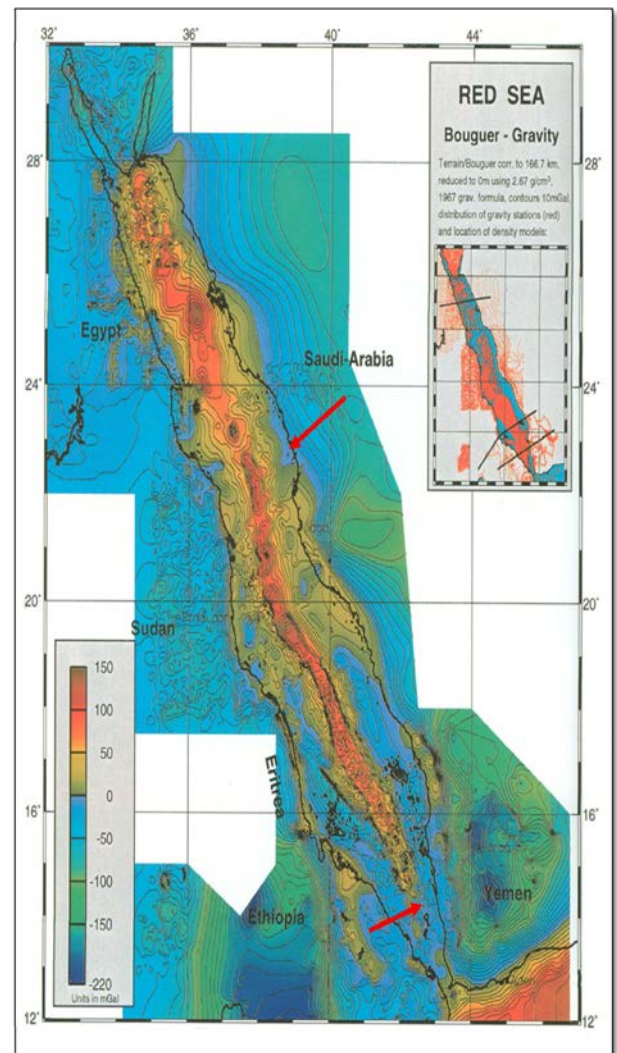 32˚
36˚
40˚
44˚
RED SEA
Bouguer - Gravity
Terrain/Bouguer corr. to 166.7 km,
reduced to 0m using 2.67 g/cm³,
1967 grav. formula, contours 10mGal,
distribution of gravity stations (red)
and location of density models:
28˚
28˚
Egypt
Saudi-Arabia
24˚
24˚
20˚
20˚
Sudan
150
100
50
0
-50
-100
-150
-220
Units in mGal
Eritrea
16˚
16˚
Ethiopia
Yemen
12˚
12˚